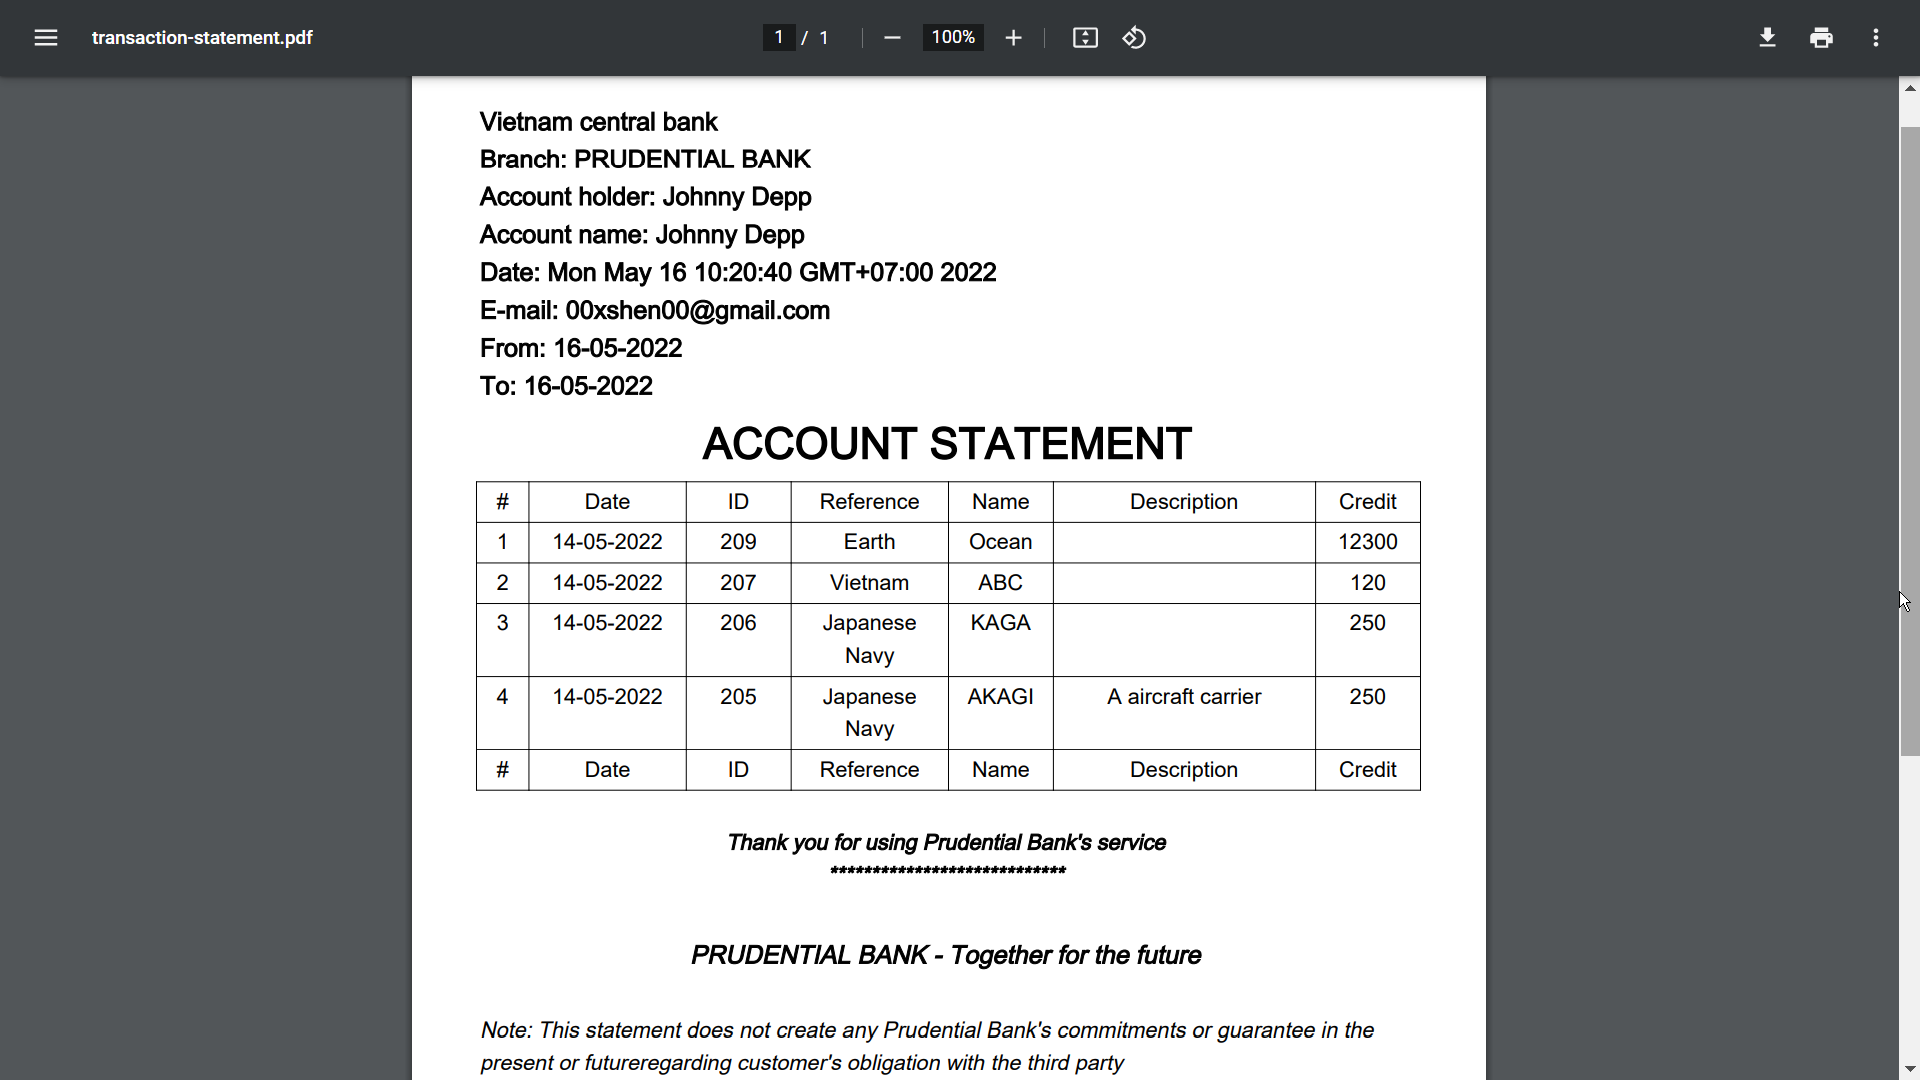 transaction-statement.pdf
1 / 1
100%
Vietnam central bank
Branch: PRUDENTIAL BANK
Account holder: Johnny Depp
Account name: Johnny Depp
Date: Mon May 16 10:20:40 GMT+07:00 2022
E-mail: 00xshen00@gmail.com
From: 16-05-2022
To: 16-05-2022
ACCOUNT STATEMENT
# Date ID Reference Name Description Credit
1 14-05-2022 209 Earth Ocean 12300
2 14-05-2022 207 Vietnam ABC 120
3 14-05-2022 206 Japanese KAGA 250
Navy
4 14-05-2022 205 Japanese AKAGI A aircraft carrier 250
Navy
# Date ID Reference Name Description Credit
Thank you for using Prudential Bank's service
****************************
PRUDENTIAL BANK - Together for the future
Note: This statement does not create any Prudential Bank's commitments or guarantee in the
present or futureregarding customer's obligation with the third party